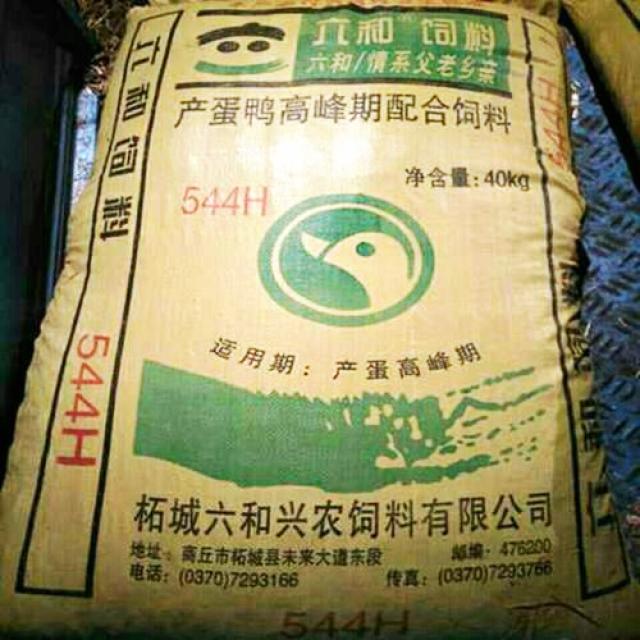 六和®饲料
六和/情系父老乡亲
产蛋鸭高峰期配合饲料
净含量:40kg
544H
适用期:产蛋高峰期
柘城六和兴农饲料有限公司
地址:商丘市柘城县未来大道东段 邮编:476200
电话:(0370)7293166 传真:(0370)7293766
544H
六和饲料
544H
544H